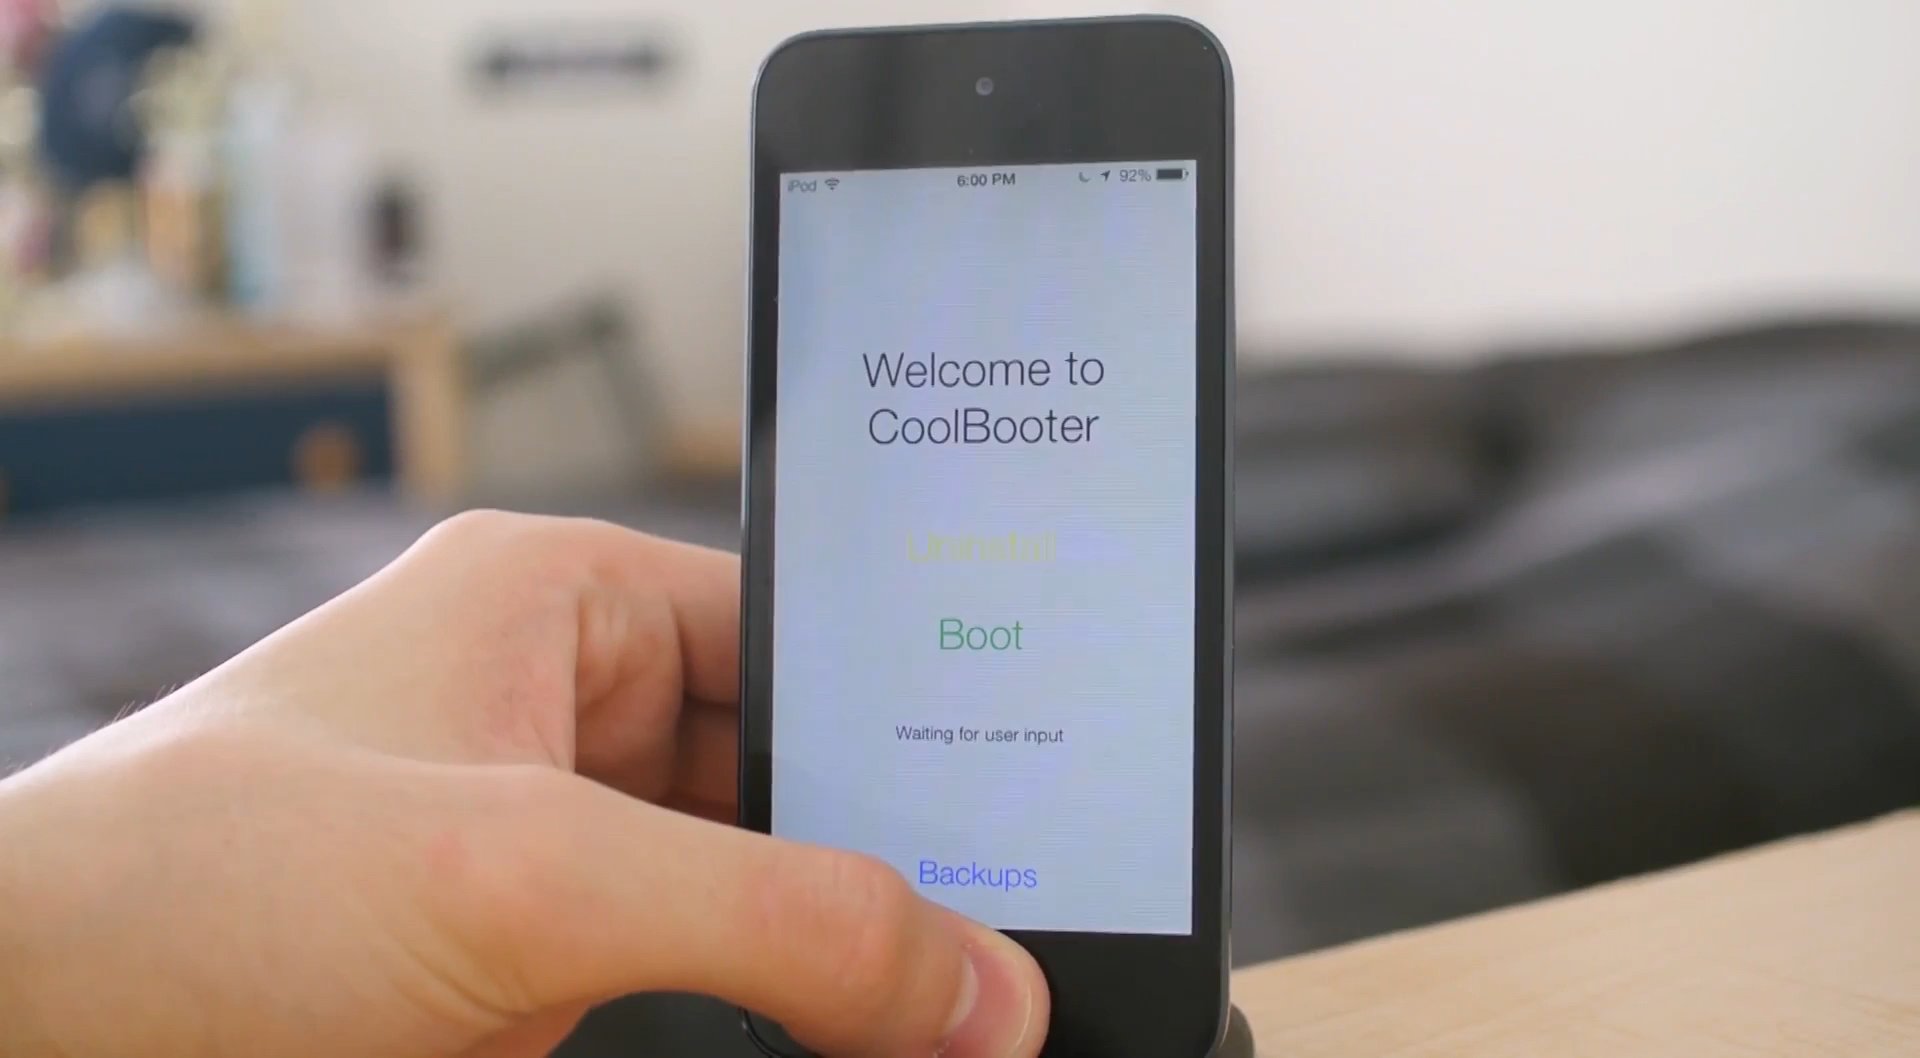 iPod 6:00 PM 92%
Welcome to
CoolBooter
Uninstall
Boot
Waiting for user input
Backups